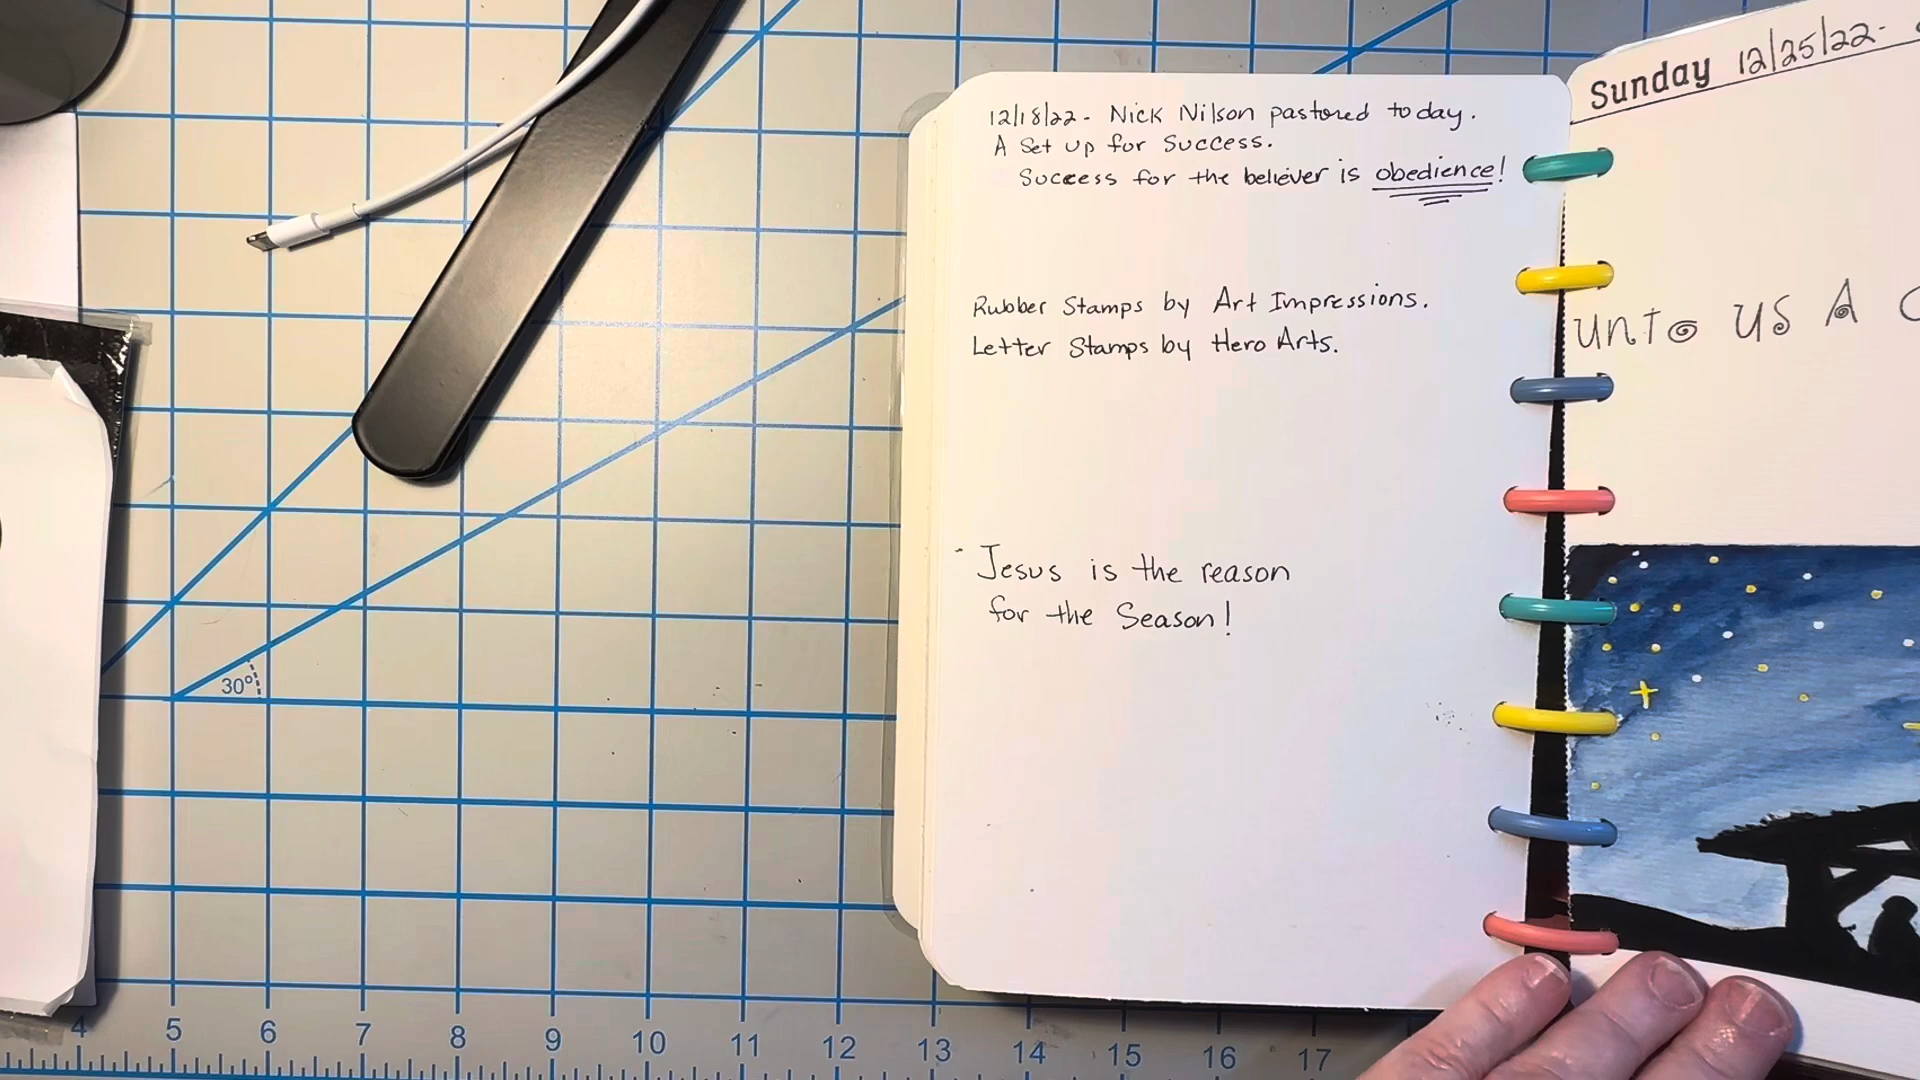 12/18/22- Nick Nilson pastored today.
A Set up for Success.
Success for the believer is obedience!
Rubber Stamps by Art Impressions.
Letter Stamps by Hero Arts.
- Jesus is the reason
for the Season!
Sunday 12/25/22-
UNTO US A
30°
4 5 6 7 8 9 10 11 12 13 14 15 16 17